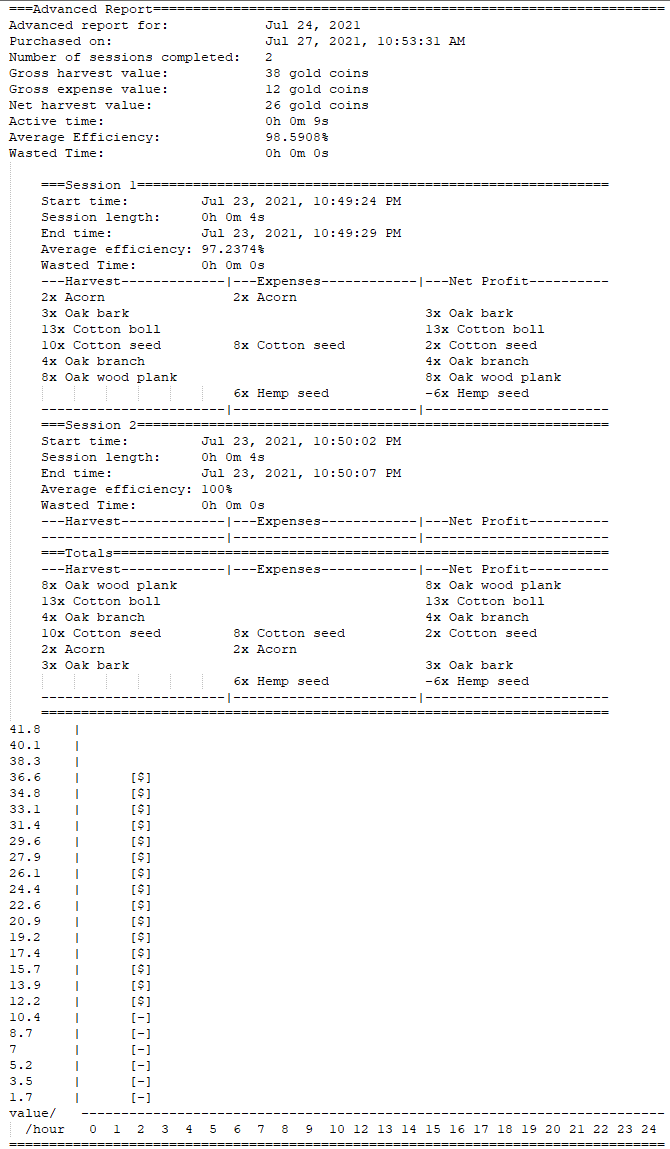 ===Advanced Report================================================================
Advanced report for:            Jul 24, 2021
Purchased on:                   Jul 27, 2021, 10:53:31 AM
Number of sessions completed:   2
Gross harvest value:            38 gold coins
Gross expense value:            12 gold coins
Net harvest value:              26 gold coins
Active time:                    0h 0m 9s
Average Efficiency:             98.5908%
Wasted Time:                    0h 0m 0s
    ===Session 1===========================================================
    Start time:         Jul 23, 2021, 10:49:24 PM
    Session length:     0h 0m 4s
    End time:           Jul 23, 2021, 10:49:29 PM
    Average efficiency: 97.2374%
    Wasted Time:        0h 0m 0s
    ---Harvest-------------|---Expenses------------|---Net Profit----------
    2x Acorn                2x Acorn
    3x Oak bark                                     3x Oak bark
    13x Cotton boll                                 13x Cotton boll
    10x Cotton seed         8x Cotton seed          2x Cotton seed
    4x Oak branch                                   4x Oak branch
    8x Oak wood plank                               8x Oak wood plank
                            6x Hemp seed            -6x Hemp seed
    -----------------------|-----------------------|-----------------------
    ===Session 2===========================================================
    Start time:         Jul 23, 2021, 10:50:02 PM
    Session length:     0h 0m 4s
    End time:           Jul 23, 2021, 10:50:07 PM
    Average efficiency: 100%
    Wasted Time:        0h 0m 0s
    ---Harvest-------------|---Expenses------------|---Net Profit----------
    -----------------------|-----------------------|-----------------------
    ===Totals==============================================================
    ---Harvest-------------|---Expenses------------|---Net Profit----------
    8x Oak wood plank                               8x Oak wood plank
    13x Cotton boll                                 13x Cotton boll
    4x Oak branch                                   4x Oak branch
    10x Cotton seed         8x Cotton seed          2x Cotton seed
    2x Acorn                2x Acorn
    3x Oak bark                                     3x Oak bark
                            6x Hemp seed            -6x Hemp seed
    -----------------------|-----------------------|-----------------------
    =======================================================================
41.8    |
40.1    |
38.3    |
36.6    |      [$]
34.8    |      [$]
33.1    |      [$]
31.4    |      [$]
29.6    |      [$]
27.9    |      [$]
26.1    |      [$]
24.4    |      [$]
22.6    |      [$]
20.9    |      [$]
19.2    |      [$]
17.4    |      [$]
15.7    |      [$]
13.9    |      [$]
12.2    |      [$]
10.4    |      [-]
8.7     |      [-]
7       |      [-]
5.2     |      [-]
3.5     |      [-]
1.7     |      [-]
value/   -------------------------------------------------------------------------
  /hour   0  1  2  3  4  5  6  7  8  9  10 11 12 13 14 15 16 17 18 19 20 21 22 23 24
==================================================================================